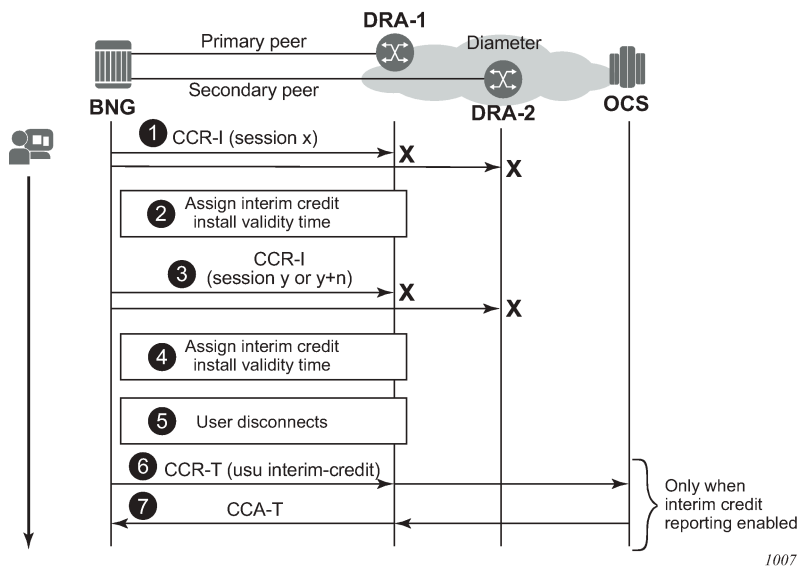 DRA-1
Primary peer
Diameter
Secondary peer
BNG
DRA-2
OCS
1 CCR-I (session x)
X
X
2 Assign interim credit
install validity time
3 CCR-I
(session y or y+n)
X
X
4 Assign interim credit
install validity time
5 User disconnects
6 CCR-T (usu interim-credit)
7 CCA-T
Only when
interim credit
reporting enabled
1007